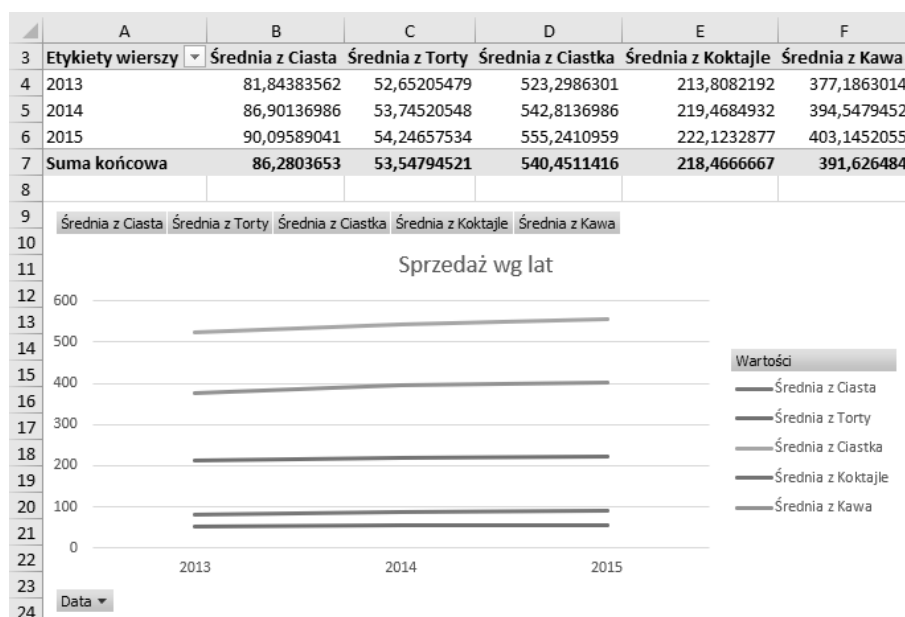 A B C D E F
3 Etykiety wierszy Średnia z Ciasta Średnia z Torty Średnia z Ciastka Średnia z Koktajle Średnia z Kawa
4 2013 81,84383562 52,65205479 523,2986301 213,8082192 377,1863014
5 2014 86,90136986 53,74520548 542,8136986 219,4684932 394,5479452
6 2015 90,09589041 54,24657534 555,2410959 222,1232877 403,1452055
7 Suma końcowa 86,2803653 53,54794521 540,4511416 218,4666667 391,626484
8
9 Średnia z Ciasta Średnia z Torty Średnia z Ciastka Średnia z Koktajle Średnia z Kawa
10
11 Sprzedaż wg lat
12 600
13
500
14
15 400
Wartości
Średnia z Ciasta
16
17 300
Średnia z Torty
18 200
Średnia z Ciastka
19
Średnia z Koktajle
20 100
Średnia z Kawa
21
0
22 2013 2014 2015
23
24 Data